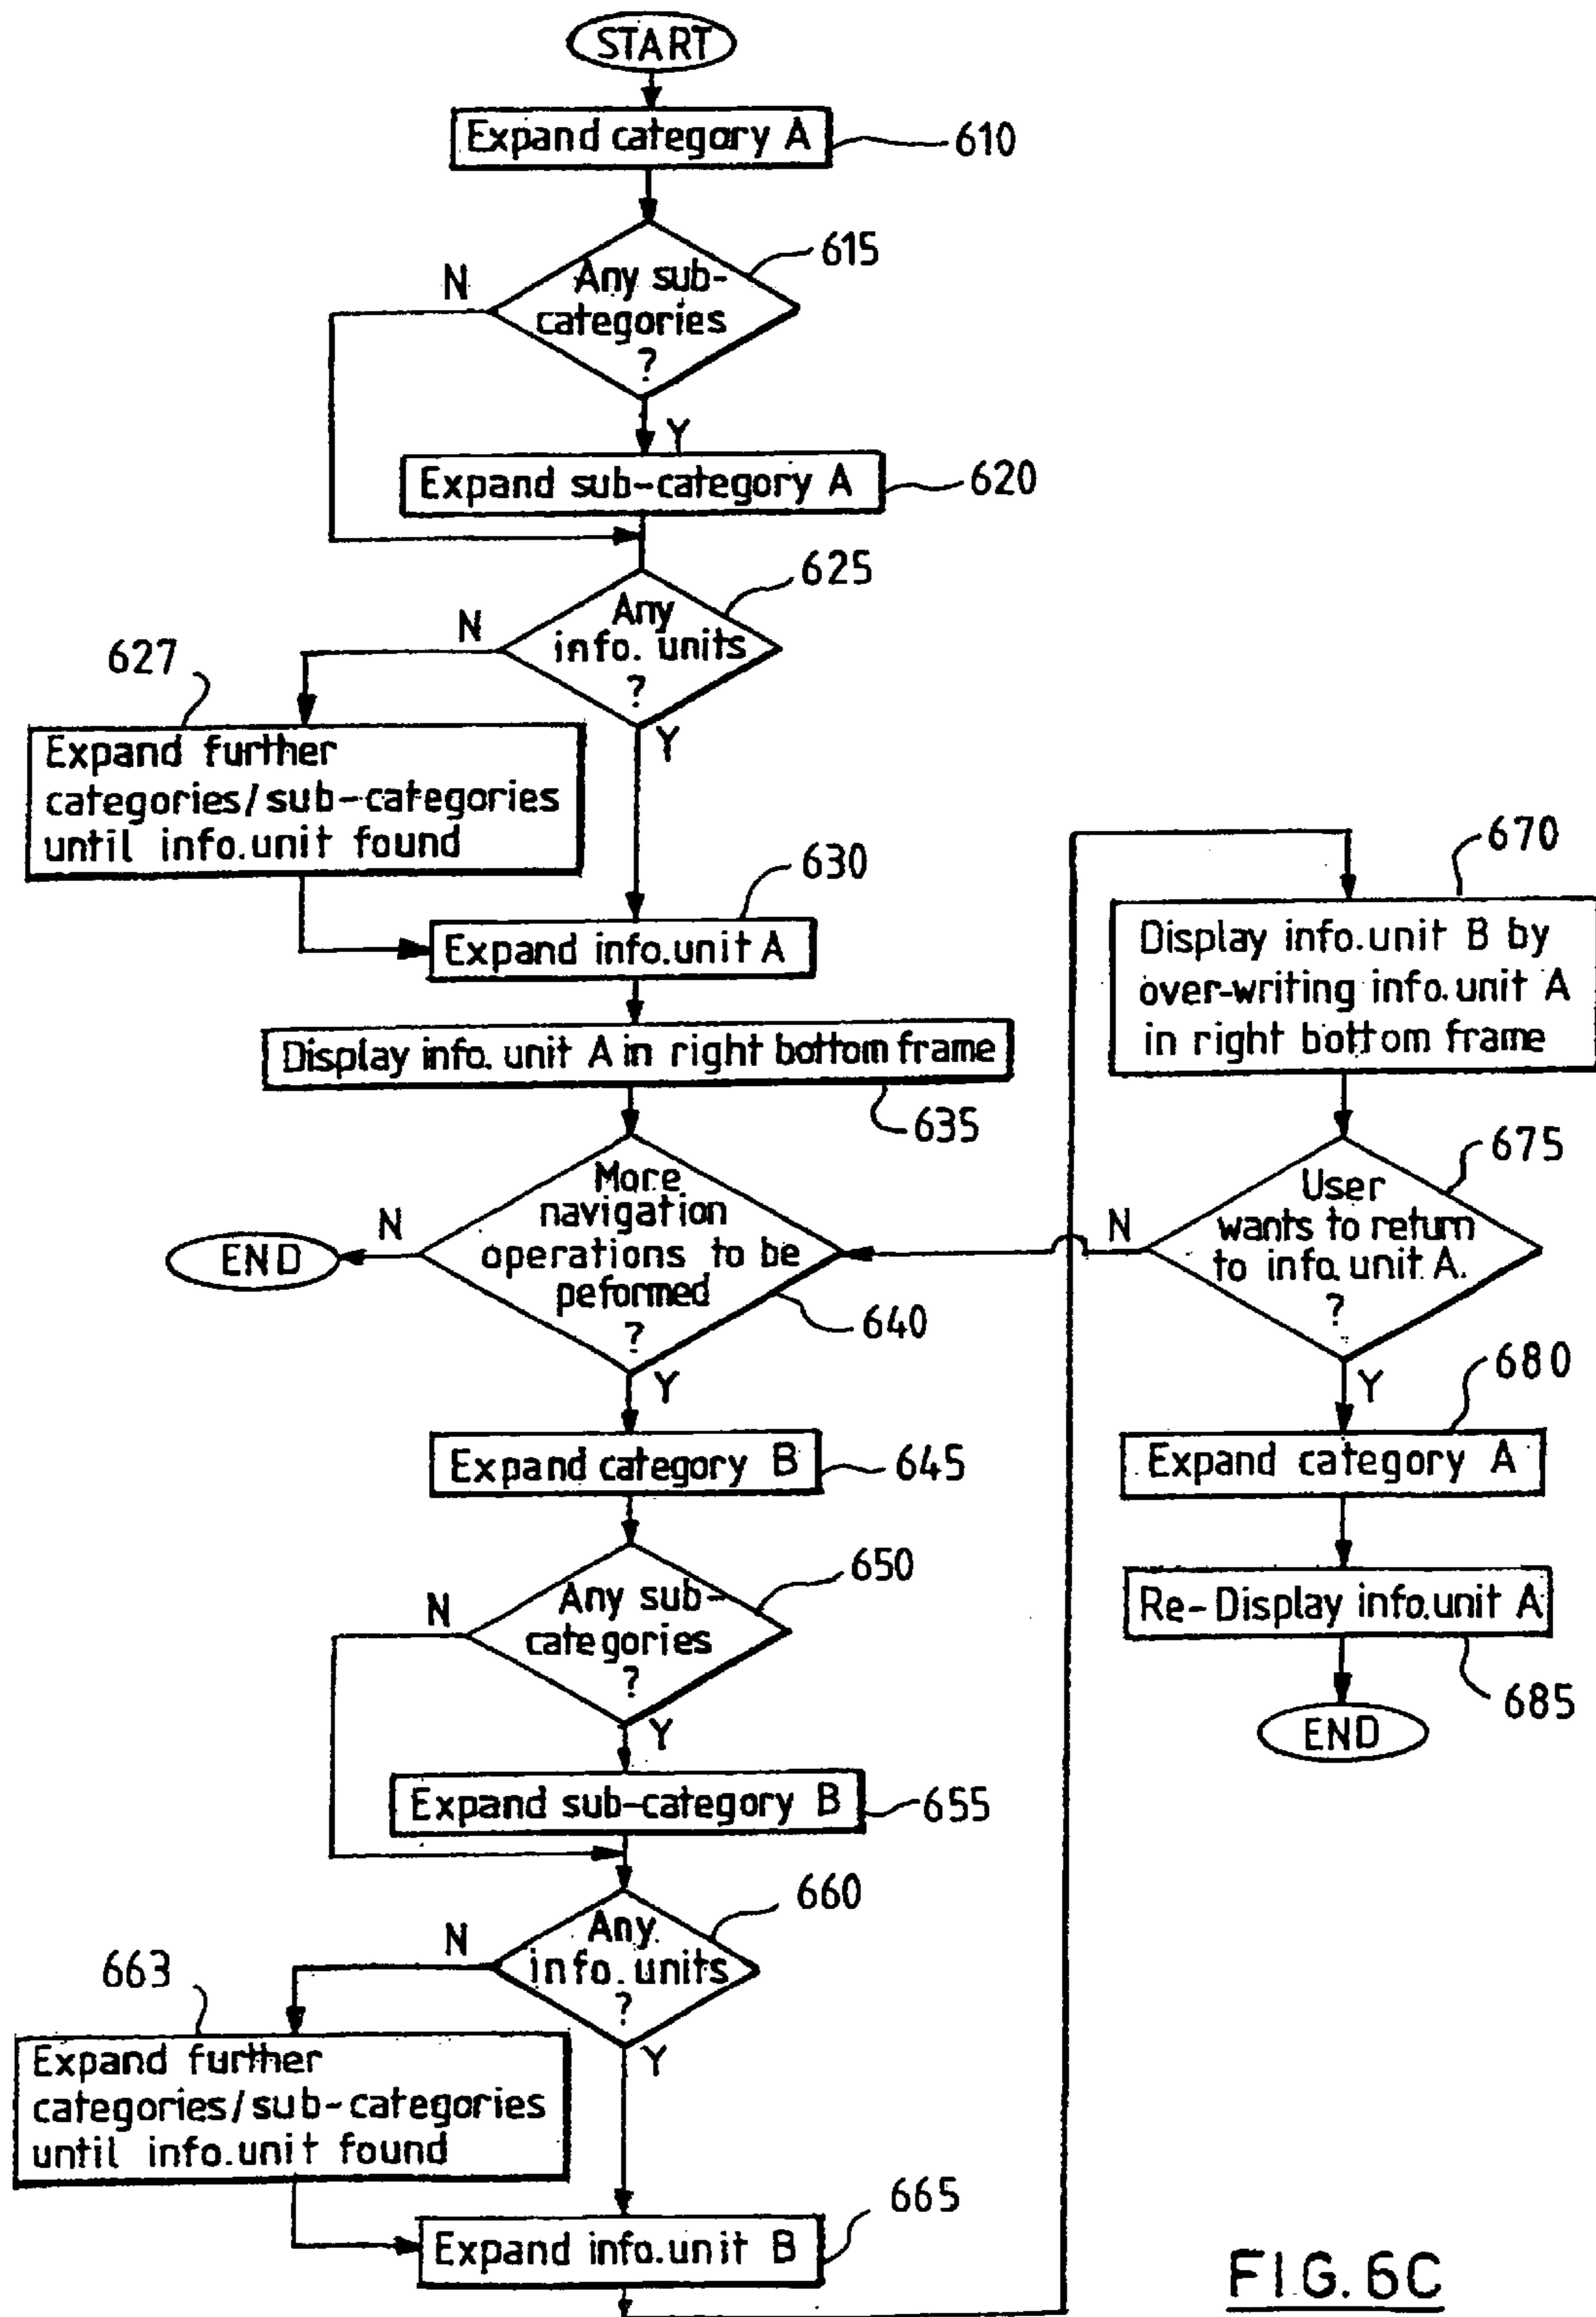 START
Expand category A
610
615
Any sub-
categories
?
N
Y
Expand sub-category A
620
625
Any
info. units
?
N
Y
627
Expand further
categories/sub-categories
until info.unit found
630
Expand info.unit A
Display info. unit A in right bottom frame
635
More
navigation
operations to be
peformed
?
640
N
END
Y
Expand category B
645
650
Any sub-
categories
?
N
Y
Expand sub-category B
655
660
Any
info. units
?
N
Y
663
Expand further
categories/sub-categories
until info.unit found
665
Expand info.unit B
670
Display info.unit B by
over-writing info.unit A
in right bottom frame
675
User
wants to return
to info. unit A.
?
N
Y
680
Expand category A
Re-Display info.unit A
685
END
FIG. 6C